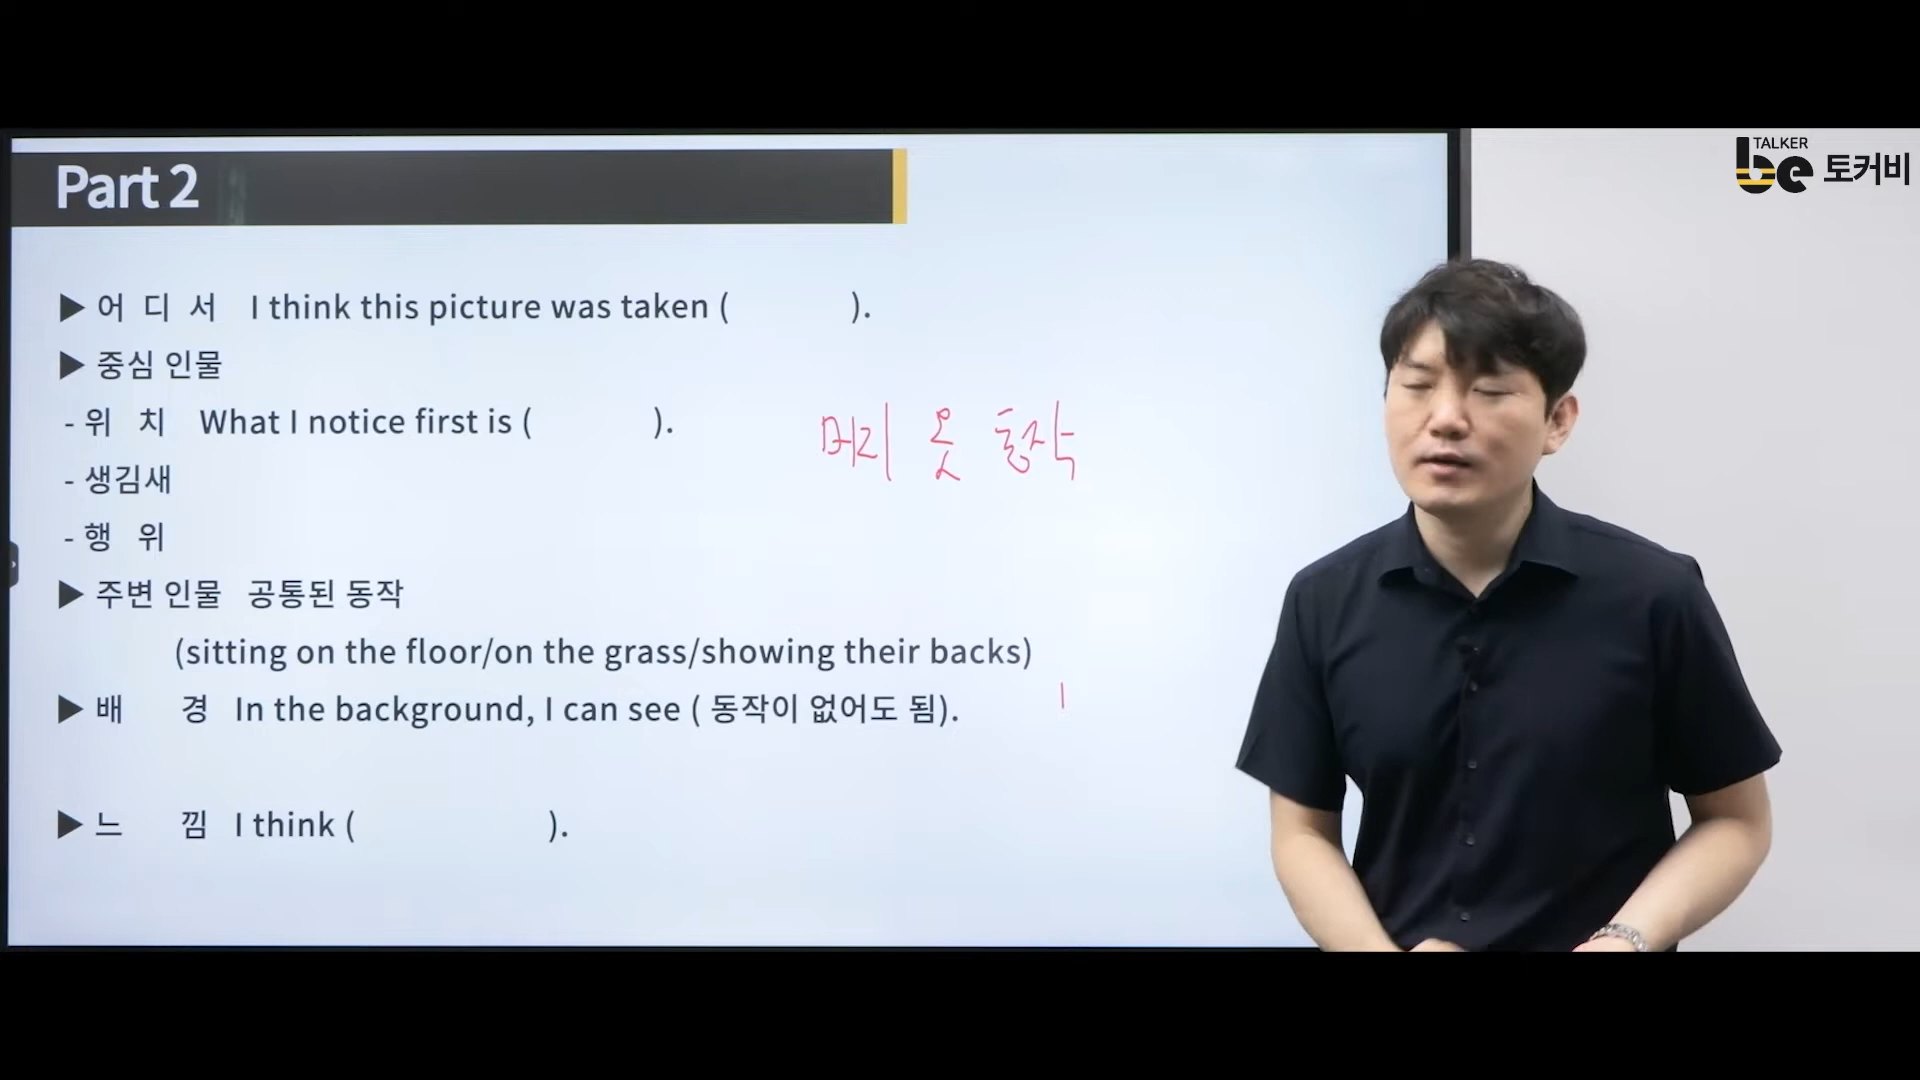 TALKER
be 토커비
Part 2
▶ 어 디 서 I think this picture was taken ( ).
▶ 중심 인물
- 위 치 What I notice first is ( ).
머리 옷 동작
- 생김새
- 행 위
▶ 주변 인물 공통된 동작
(sitting on the floor/on the grass/showing their backs)
▶ 배 경 In the background, I can see ( 동작이 없어도 됨).
▶ 느 낌 I think ( ).